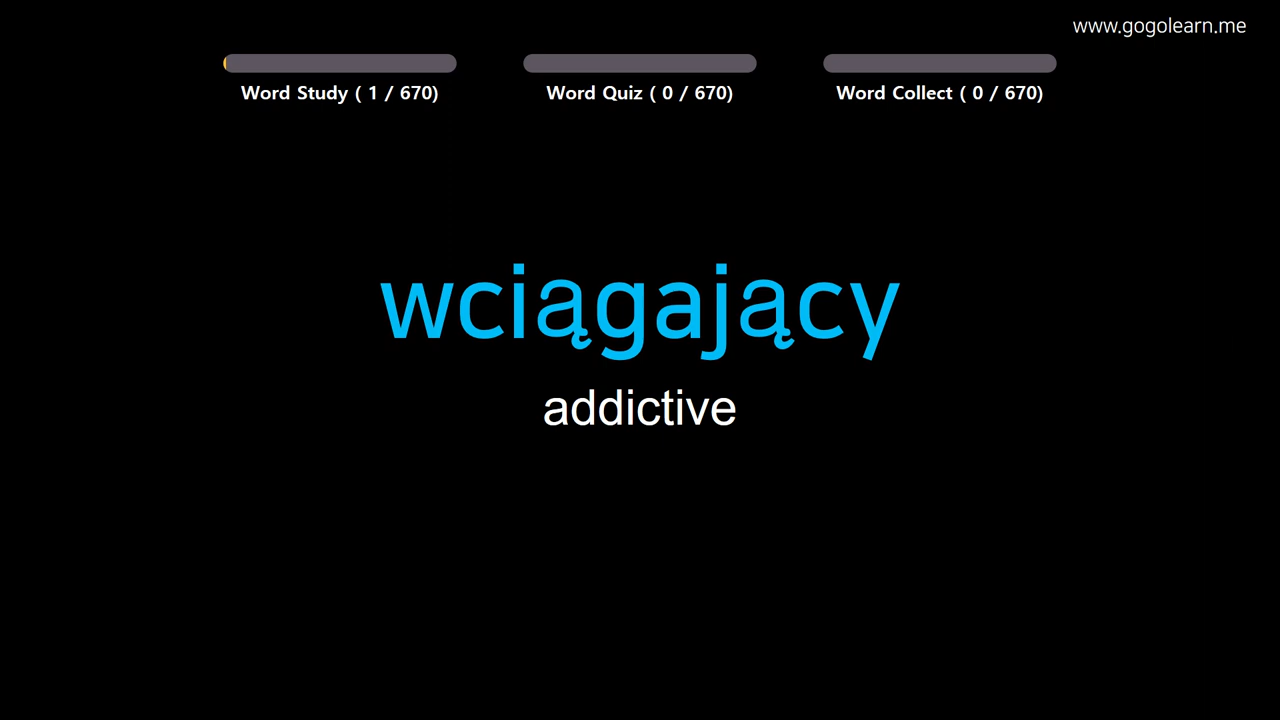 www.gogolearn.me
Word Study ( 1 / 670)
Word Quiz ( 0 / 670)
Word Collect ( 0 / 670)
wciągający
addictive